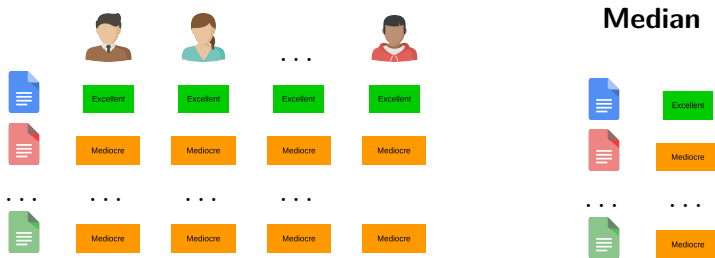 Median
. . .
Excellent Excellent Excellent Excellent Excellent
Mediocre Mediocre Mediocre Mediocre Mediocre
. . . . . . . . . . . . . . . . . .
Mediocre Mediocre Mediocre Mediocre Mediocre